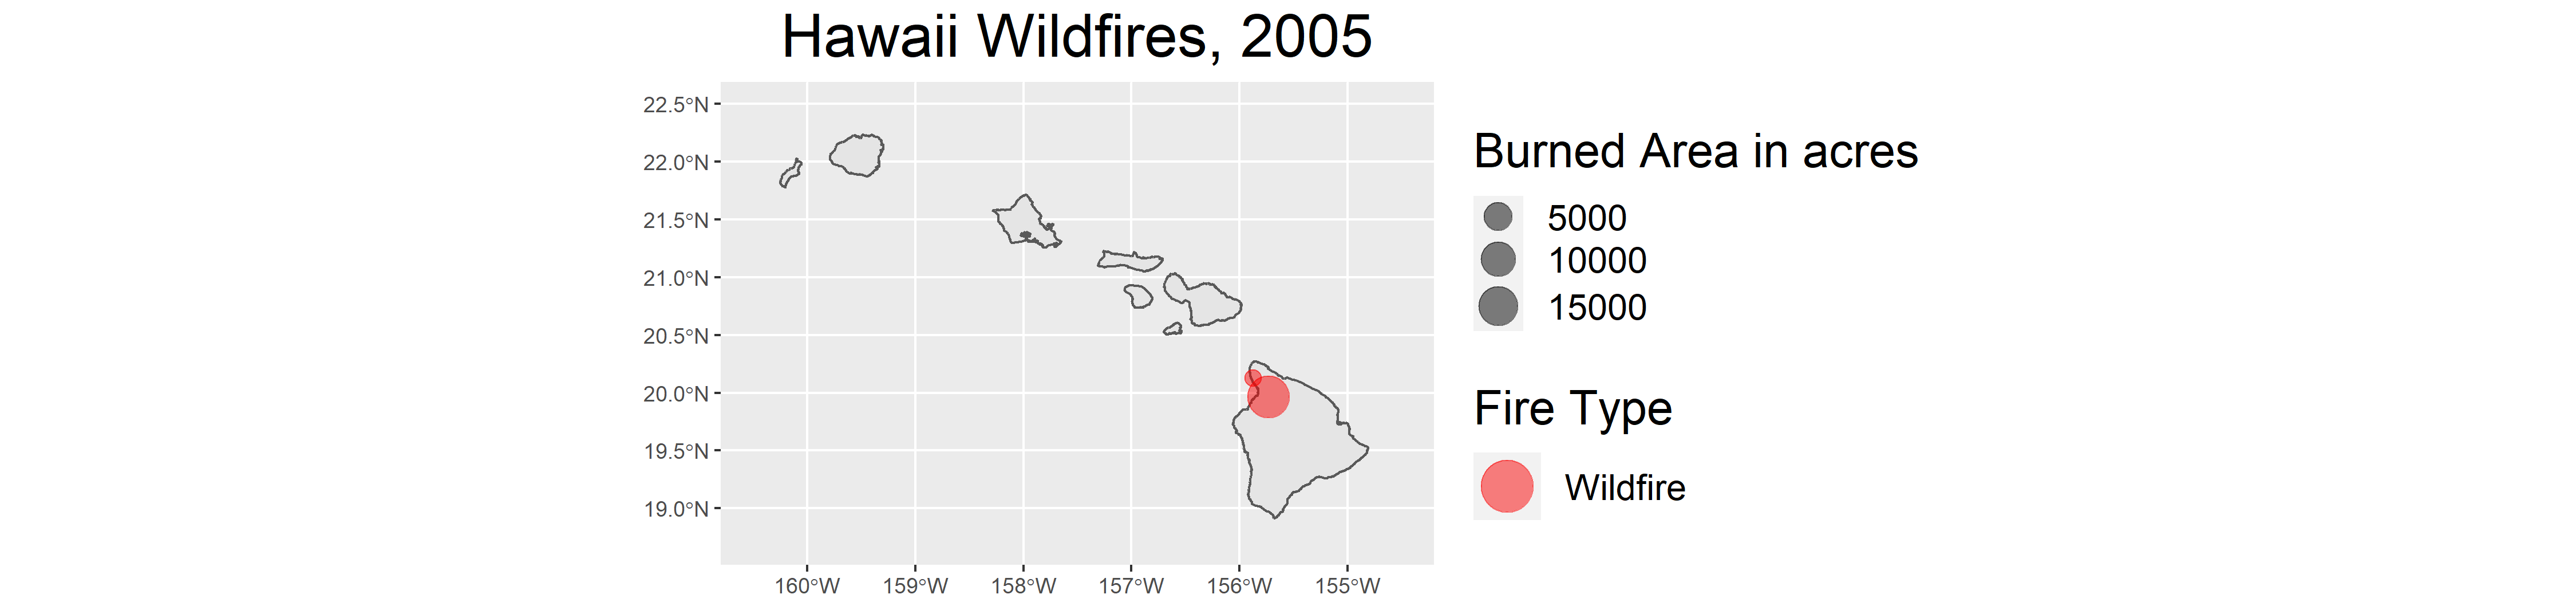 Hawaii Wildfires, 2005
22.5°N
22.0°N
21.5°N
21.0°N
20.5°N
20.0°N
19.5°N
19.0°N
160°W 159°W 158°W 157°W 156°W 155°W
Burned Area in acres
5000
10000
15000
Fire Type
Wildfire